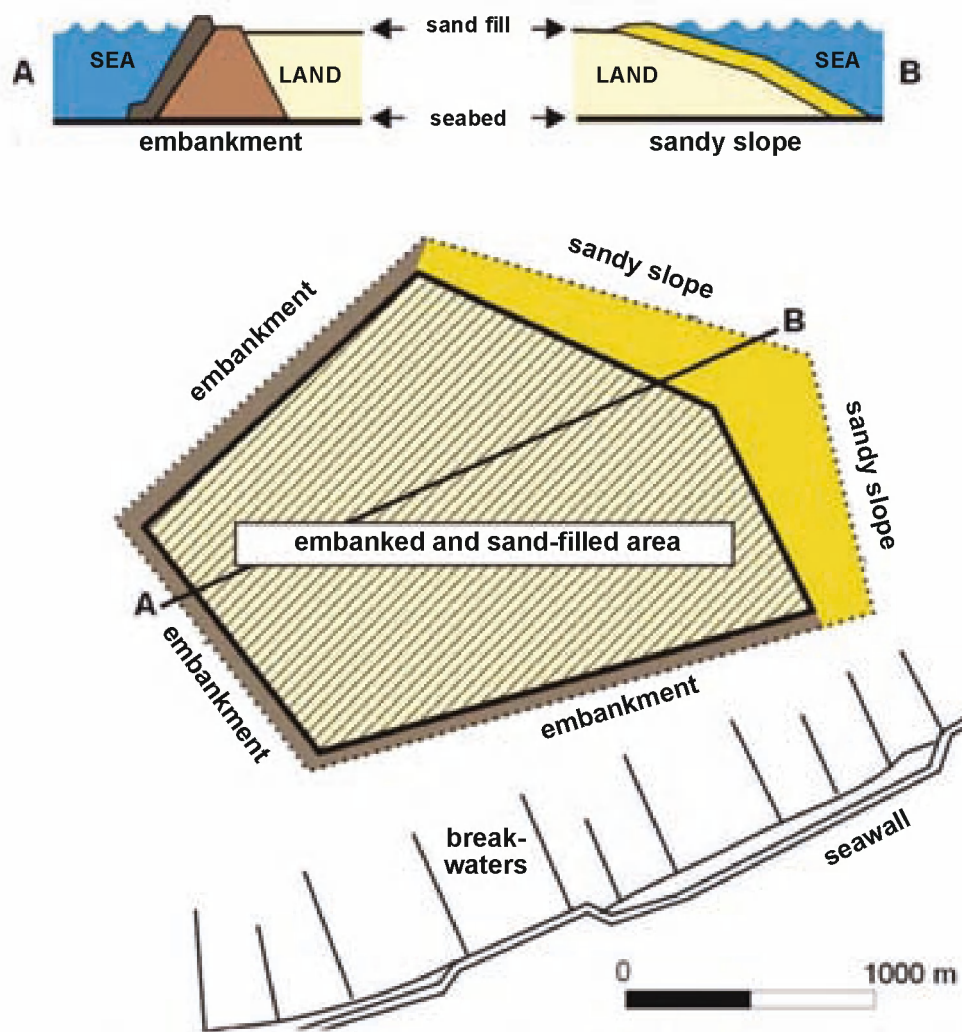 sand fill
A
SEA
LAND
LAND
SEA
B
seabed
embankment
sandy slope
sandy slope
embankment
B
sandy slope
embanked and sand-filled area
A
embankment
embankment
break-
waters
seawall
0
1000 m